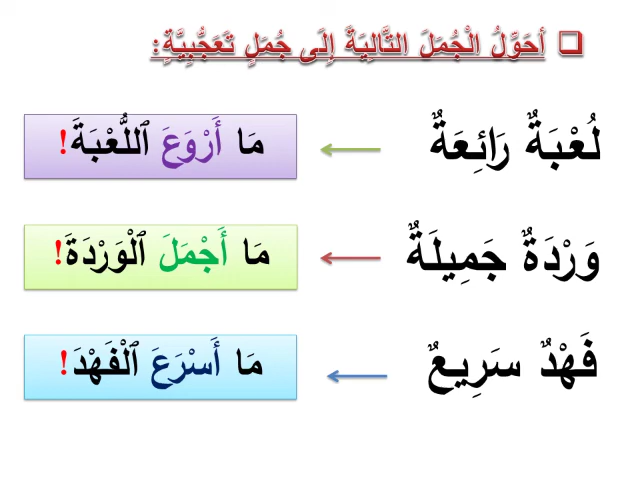 ❑ أُحَوِّلُ الْجُمَلَ التَّالِيَةَ إِلَى جُمَلٍ تَعَجُّبِيَّةٍ:
لُعْبَةٌ رَائِعَةٌ ← مَا أَرْوَعَ ٱللُّعْبَةَ!
وَرْدَةٌ جَمِيلَةٌ ← مَا أَجْمَلَ ٱلْوَرْدَةَ!
فَهْدٌ سَرِيعٌ ← مَا أَسْرَعَ ٱلْفَهْدَ!